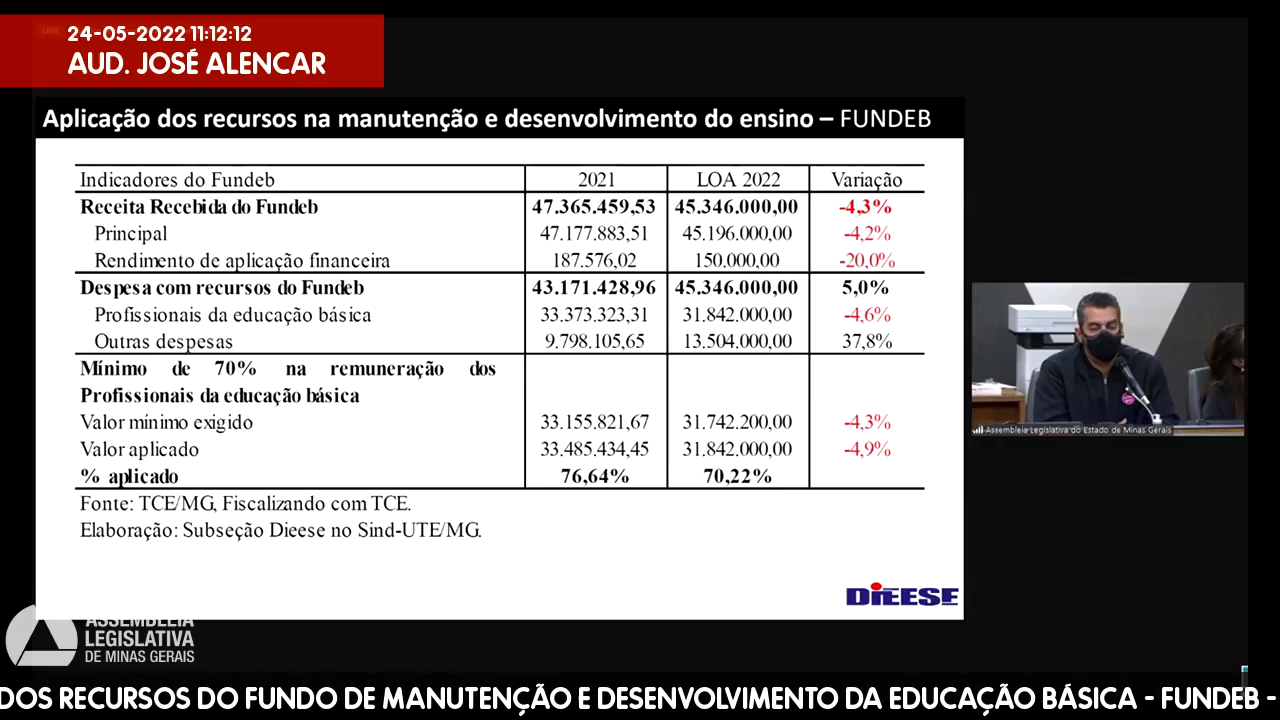 LIVE
24-05-2022 11:12:12
AUD. JOSÉ ALENCAR
Aplicação dos recursos na manutenção e desenvolvimento do ensino – FUNDEB
Indicadores do Fundeb 2021 LOA 2022 Variação
Receita Recebida do Fundeb 47.365.459,53 45.346.000,00 -4,3%
Principal 47.177.883,51 45.196.000,00 -4,2%
Rendimento de aplicação financeira 187.576,02 150.000,00 -20,0%
Despesa com recursos do Fundeb 43.171.428,96 45.346.000,00 5,0%
Profissionais da educação básica 33.373.323,31 31.842.000,00 -4,6%
Outras despesas 9.798.105,65 13.504.000,00 37,8%
Mínimo de 70% na remuneração dos
Profissionais da educação básica
Valor mínimo exigido 33.155.821,67 31.742.200,00 -4,3%
Valor aplicado 33.485.434,45 31.842.000,00 -4,9%
% aplicado 76,64% 70,22%
Fonte: TCE/MG, Fiscalizando com TCE.
Elaboração: Subseção Dieese no Sind-UTE/MG.
DIEESE
Assembleia Legislativa do Estado de Minas Gerais
ASSEMBLEIA
LEGISLATIVA
DE MINAS GERAIS
DOS RECURSOS DO FUNDO DE MANUTENÇÃO E DESENVOLVIMENTO DA EDUCAÇÃO BÁSICA - FUNDEB -